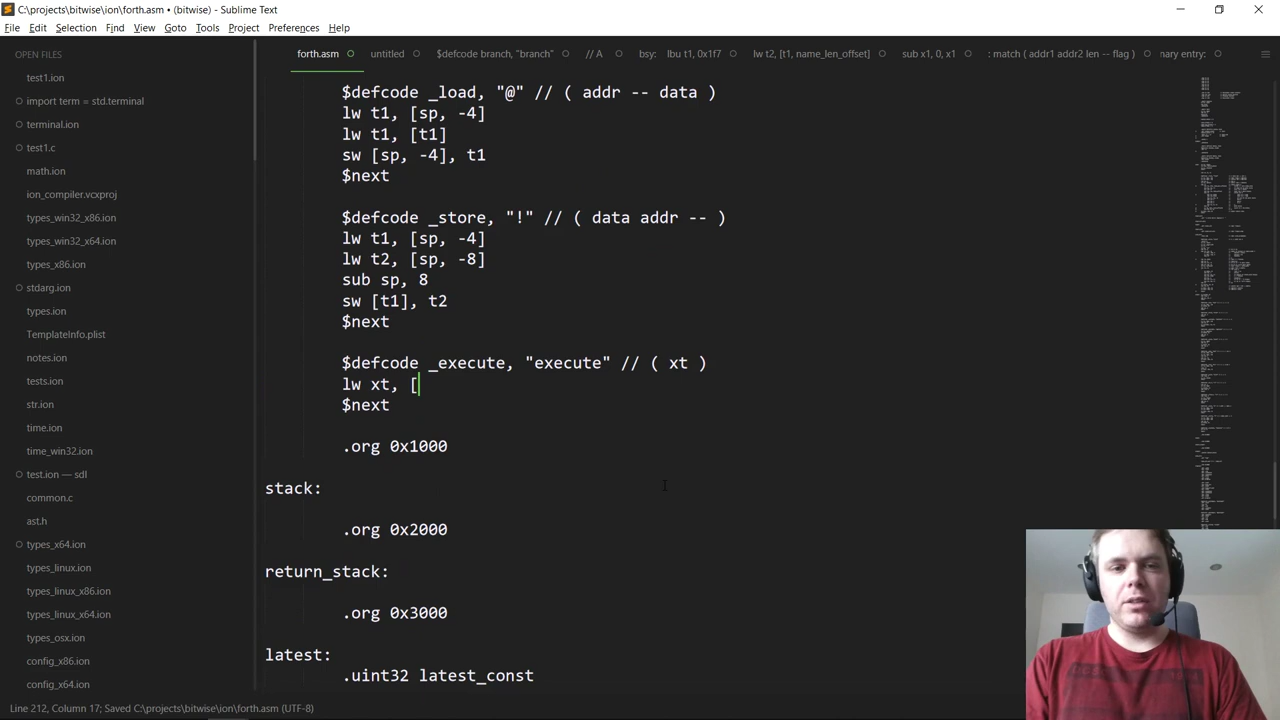 C:\projects\bitwise\ion\forth.asm • (bitwise) - Sublime Text
File Edit Selection Find View Goto Tools Project Preferences Help
OPEN FILES
test1.ion
import term = std.terminal
terminal.ion
test1.c
math.ion
ion_compiler.vcxproj
types_win32_x86.ion
types_win32_x64.ion
types_x86.ion
stdarg.ion
types.ion
TemplateInfo.plist
notes.ion
tests.ion
str.ion
time.ion
time_win32.ion
test.ion — sdl
common.c
ast.h
types_x64.ion
types_linux.ion
types_linux_x86.ion
types_linux_x64.ion
types_osx.ion
config_x86.ion
config_x64.ion
forth.asm untitled $defcode branch, "branch" // A bsy: lbu t1, 0x1f7 lw t2, [t1, name_len_offset] sub x1, 0, x1 : match ( addr1 addr2 len -- flag ) nary entry:
$defcode _load, "@" // ( addr -- data )
lw t1, [sp, -4]
lw t1, [t1]
sw [sp, -4], t1
$next
$defcode _store, "!" // ( data addr -- )
lw t1, [sp, -4]
lw t2, [sp, -8]
sub sp, 8
sw [t1], t2
$next
$defcode _execute, "execute" // ( xt )
lw xt, [
$next
.org 0x1000
stack:
.org 0x2000
return_stack:
.org 0x3000
latest:
.uint32 latest_const
Line 212, Column 17; Saved C:\projects\bitwise\ion\forth.asm (UTF-8)